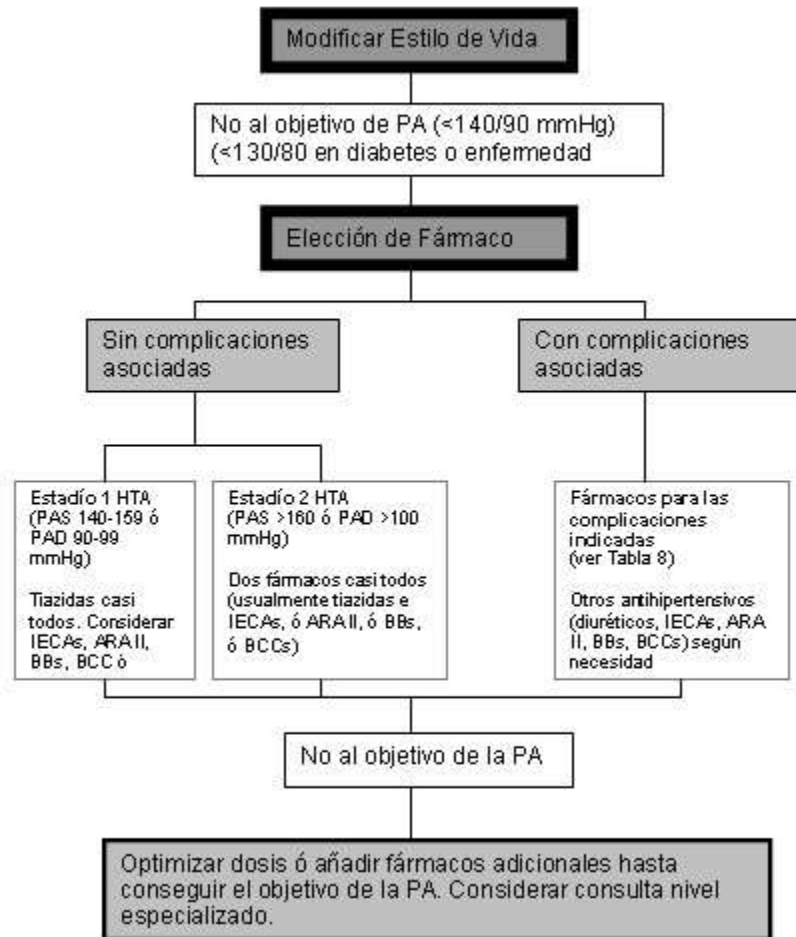 Modificar Estilo de Vida
No al objetivo de PA (<140/90 mmHg)
(<130/80 en diabetes o enfermedad
Elección de Fármaco
Sin complicaciones
asociadas
Con complicaciones
asociadas
Estadío 1 HTA
(PAS 140-159 ó
PAD 90-99
mmHg)
Tiazidas casi
todos. Considerar
IECAs, ARA II,
BBs, BCC ò
Estadío 2 HTA
(PAS >160 ó PAD >100
mmHg)
Dos fármacos casi todos
(usualmente tiazidas e
IECAs, ó ARA II, ó BBs,
ó BCCs)
Fármacos para las
complicaciones
indicadas
(ver Tabla 8)
Otros antihipertensivos
(diuréticos, IECAs, ARA
II, BBs, BCCs) según
necesidad
No al objetivo de la PA
Optimizar dosis ó añadir fármacos adicionales hasta
conseguir el objetivo de la PA. Considerar consulta nivel
especializado.